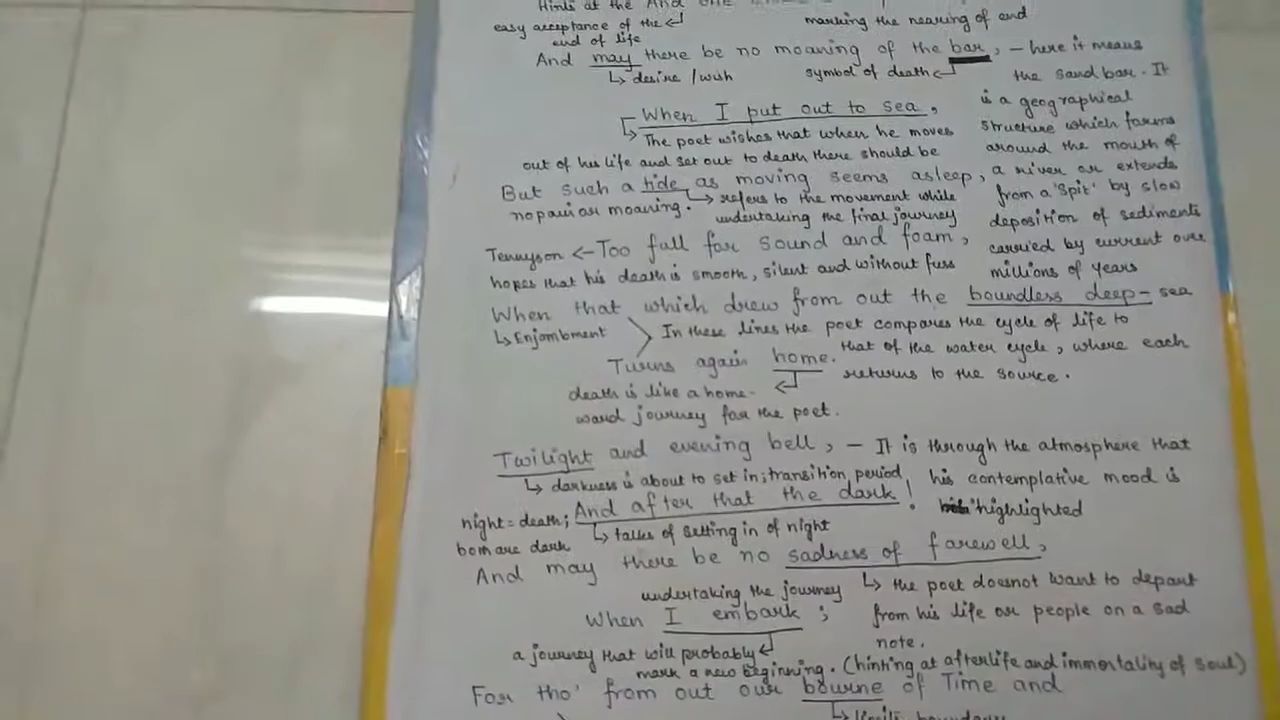 Hints at the And one
easy acceptance of the marking the nearing of end
end of life
And may there be no moaning of the bar, - here it means
↳ desire/wish symbol of death the sand bar. It
When I put out to sea, is a geographical
↳ The poet wishes that when he moves structure which forms
out of his life and set out to death there should be around the mouth of
But such a tide as moving seems asleep, a river or extends
no pain or moaning. ↳ refers to the movement while from a 'spit' by slow
undertaking the final journey deposition of sediments
Tennyson ← Too full for sound and foam, carried by current over
hopes that his death is smooth, silent and without fuss millions of years
When that which drew from out the boundless deep - sea
↳ Enjambment In these lines the poet compares the cycle of life to
Turns again home. that of the water cycle, where each
death is like a home- returns to the source.
ward journey for the poet.
Twilight and evening bell, - It is through the atmosphere that
↳ darkness is about to set in; transition period his contemplative mood is
night = death; And after that the dark! highlighted
both are dark ↳ talks of setting in of night
And may there be no sadness of farewell,
undertaking the journey ↳ the poet doesnot want to depart
When I embark; from his life or people on a sad
note.
a journey that will probably
mark a new beginning. (hinting at afterlife and immortality of soul)
For tho' from out our bourne of Time and
↳ limit boundary